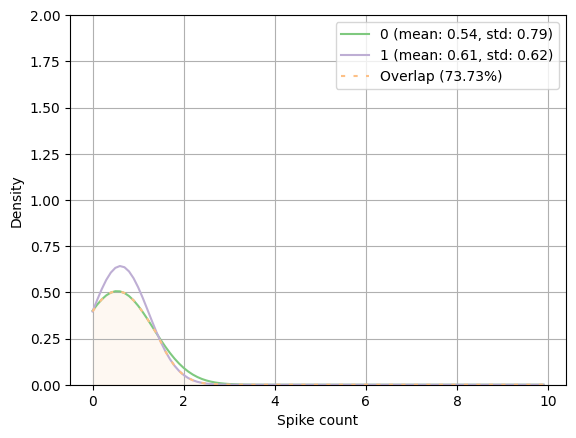 2.00
1.75
1.50
1.25
1.00
0.75
0.50
0.25
0.00
Density
0 (mean: 0.54, std: 0.79)
1 (mean: 0.61, std: 0.62)
Overlap (73.73%)
0 2 4 6 8 10
Spike count